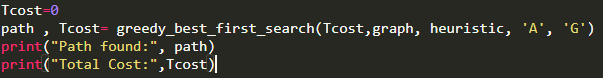 Tcost=0
path , Tcost= greedy_best_first_search(Tcost,graph, heuristic, 'A', 'G')
print("Path found:", path)
print("Total Cost:",Tcost)